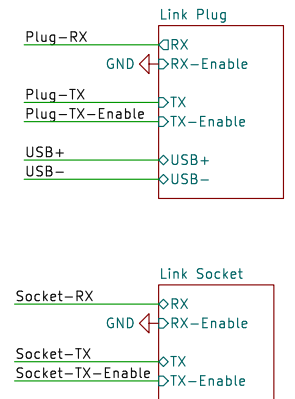 Link Plug
Plug-RX RX
GND RX-Enable
Plug-TX TX
Plug-TX-Enable TX-Enable
USB+ USB+
USB- USB-
Link Socket
Socket-RX RX
GND RX-Enable
Socket-TX TX
Socket-TX-Enable TX-Enable